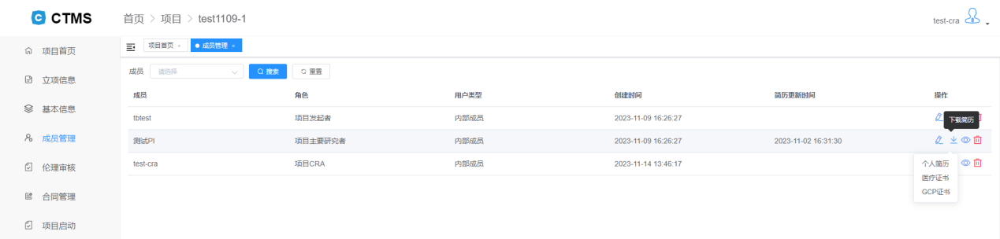 CTMS
首页 > 项目 > test1109-1
test-cra
项目首页
立项信息
基本信息
成员管理
伦理审核
合同管理
项目启动
项目首页 × 成员管理 ×
成员 请选择 搜索 重置
成员 角色 用户类型 创建时间 简历更新时间 操作
tbtest 项目发起者 内部成员 2023-11-09 16:26:27
下载简历
测试PI 项目主要研究者 内部成员 2023-11-09 16:26:27 2023-11-02 16:31:30
test-cra 项目CRA 内部成员 2023-11-14 13:46:17
个人简历
医疗证书
GCP证书